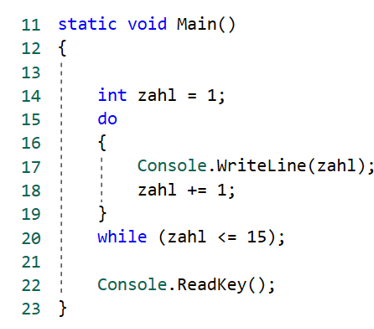 11 static void Main()
12 {
13
14 int zahl = 1;
15 do
16 {
17 Console.WriteLine(zahl);
18 zahl += 1;
19 }
20 while (zahl <= 15);
21
22 Console.ReadKey();
23 }